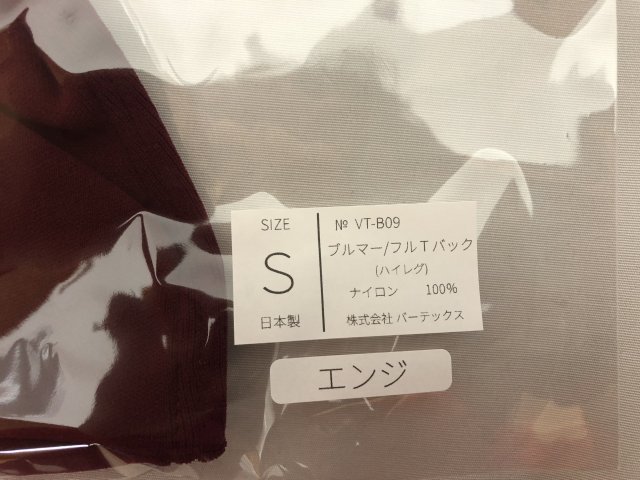 SIZE
S
日本製
№ VT-B09
ブルマー/フルTバック
(ハイレグ)
ナイロン 100%
株式会社 バーテックス
エンジ